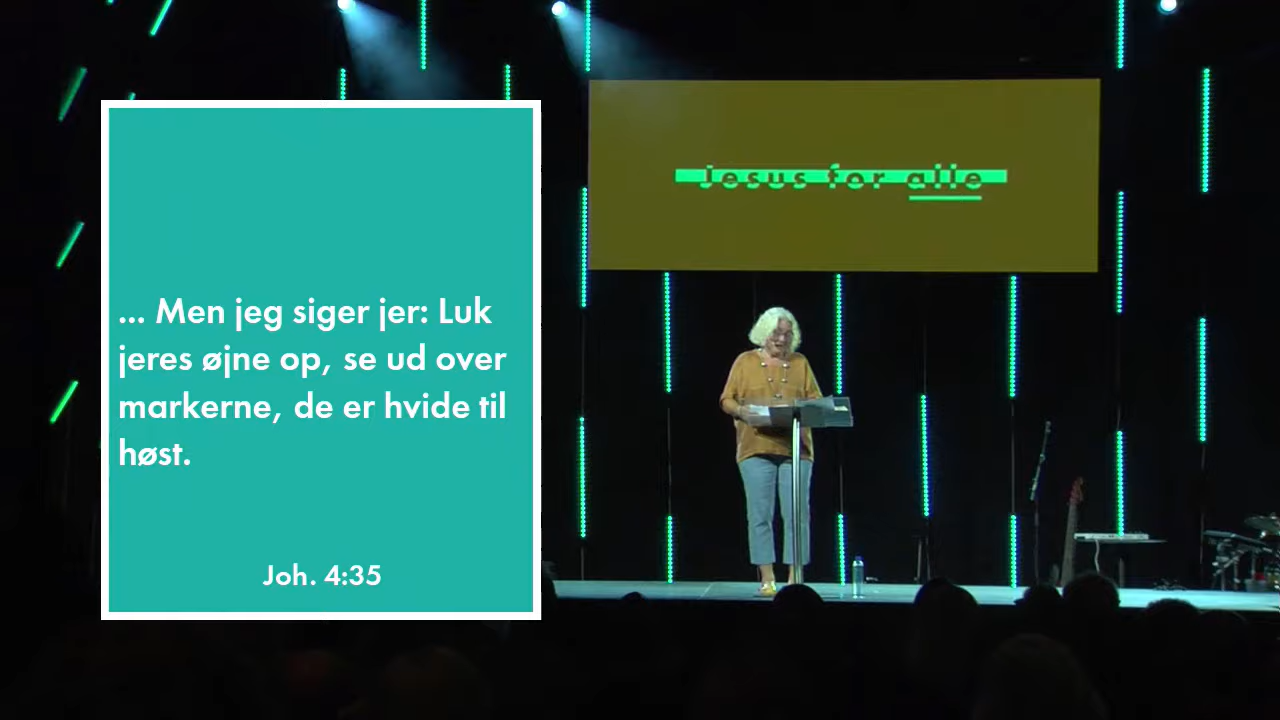 ... Men jeg siger jer: Luk
jeres øjne op, se ud over
markerne, de er hvide til
høst.
Joh. 4:35
Jesus for alle